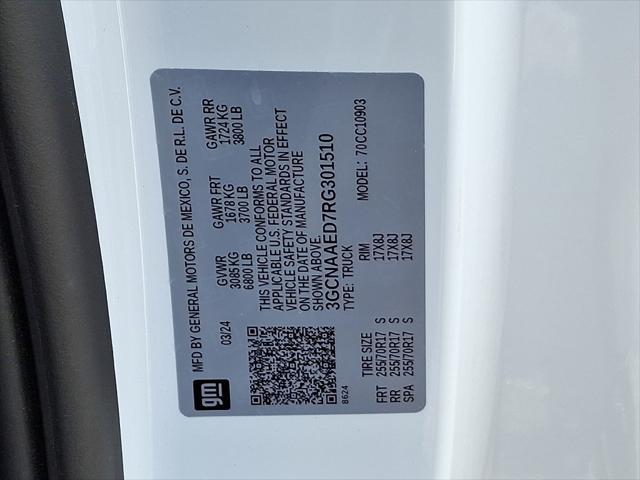 MFD BY GENERAL MOTORS DE MEXICO, S. DE R.L. DE C.V.
gm
03/24
GVWR GAWR FRT GAWR RR
3085 KG 1678 KG 1724 KG
6800 LB 3700 LB 3800 LB
THIS VEHICLE CONFORMS TO ALL
APPLICABLE U.S. FEDERAL MOTOR
VEHICLE SAFETY STANDARDS IN EFFECT
ON THE DATE OF MANUFACTURE
SHOWN ABOVE.
3GCNAAED7RG301510
TYPE: TRUCK MODEL: 70CC10903
8624
TIRE SIZE RIM
FRT 255/70R17 S 17X8J
RR 255/70R17 S 17X8J
SPA 255/70R17 S 17X8J